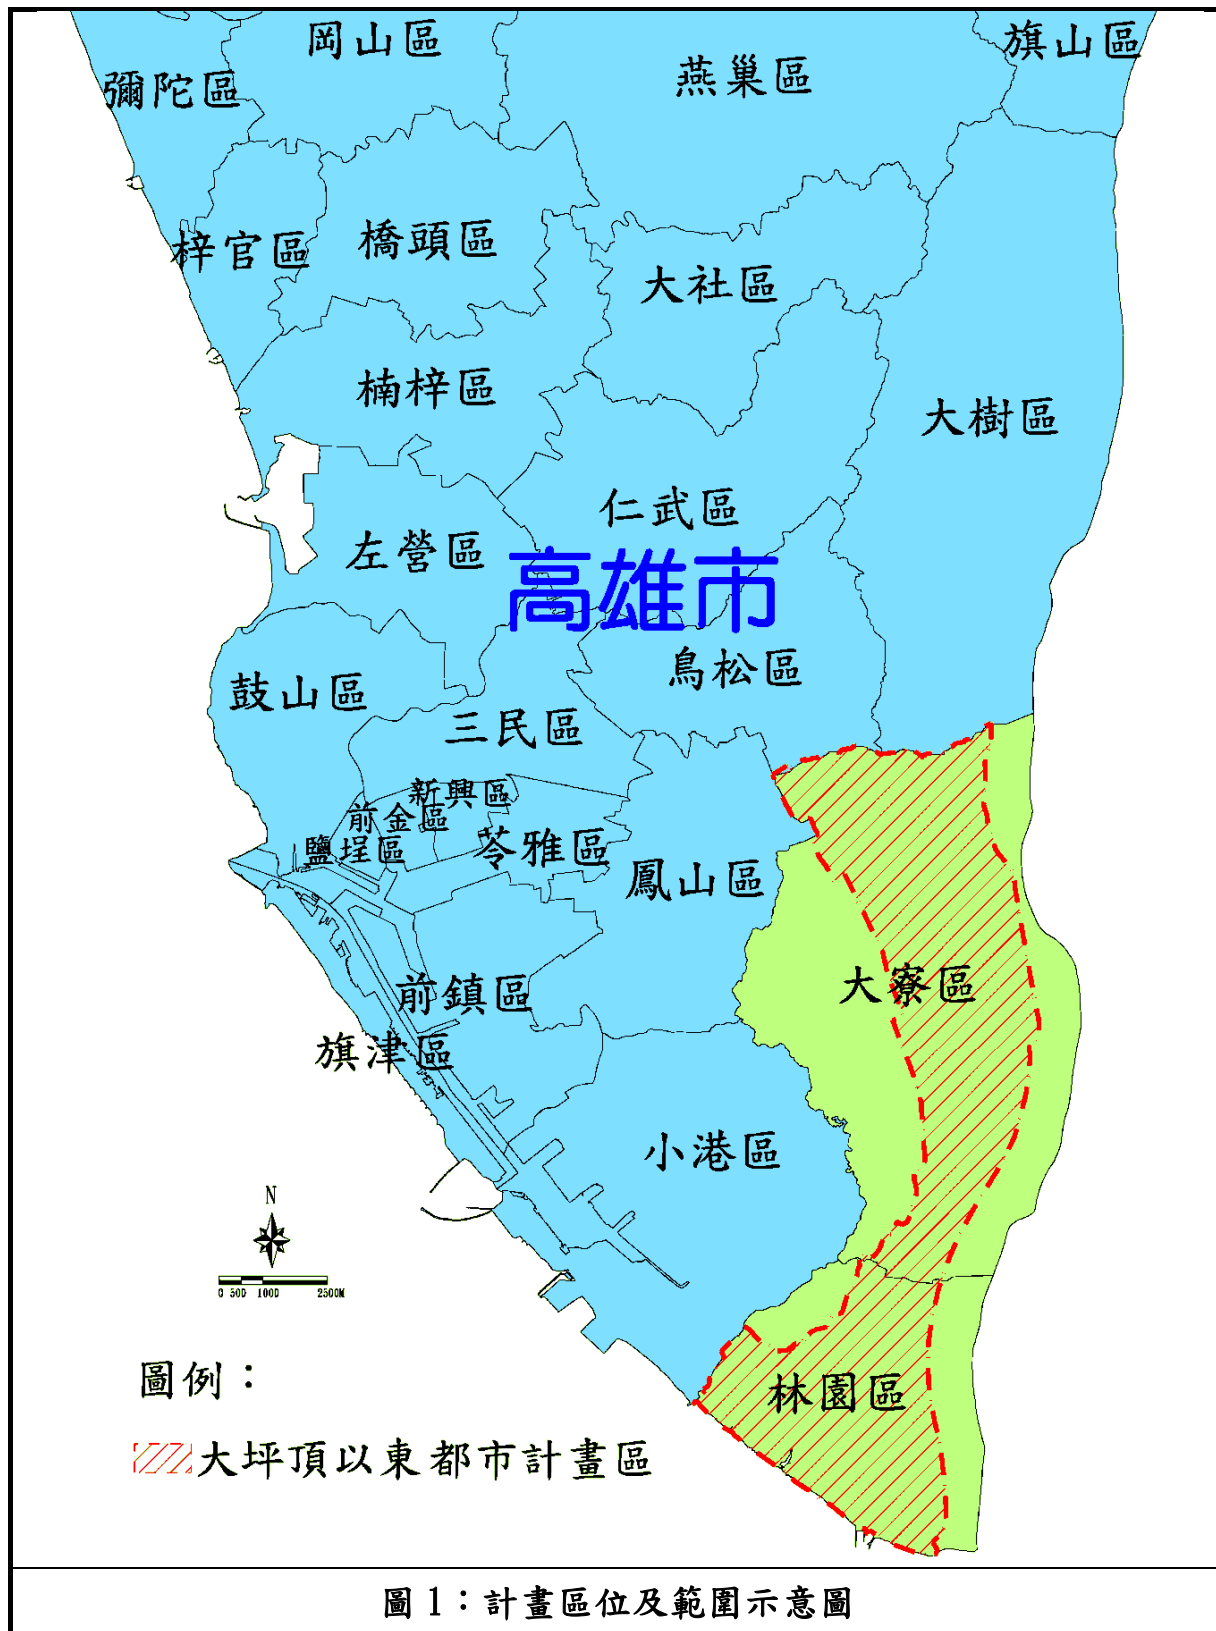 岡山區
旗山區
燕巢區
彌陀區
橋頭區
梓官區
大社區
楠梓區
大樹區
仁武區
左營區
高雄市
鳥松區
鼓山區
三民區
新興區
前金區
鹽埕區
苓雅區
鳳山區
大寮區
前鎮區
旗津區
小港區
N
0 500 1000 2500M
圖例：
林園區
大坪頂以東都市計畫區
圖 1：計畫區位及範圍示意圖